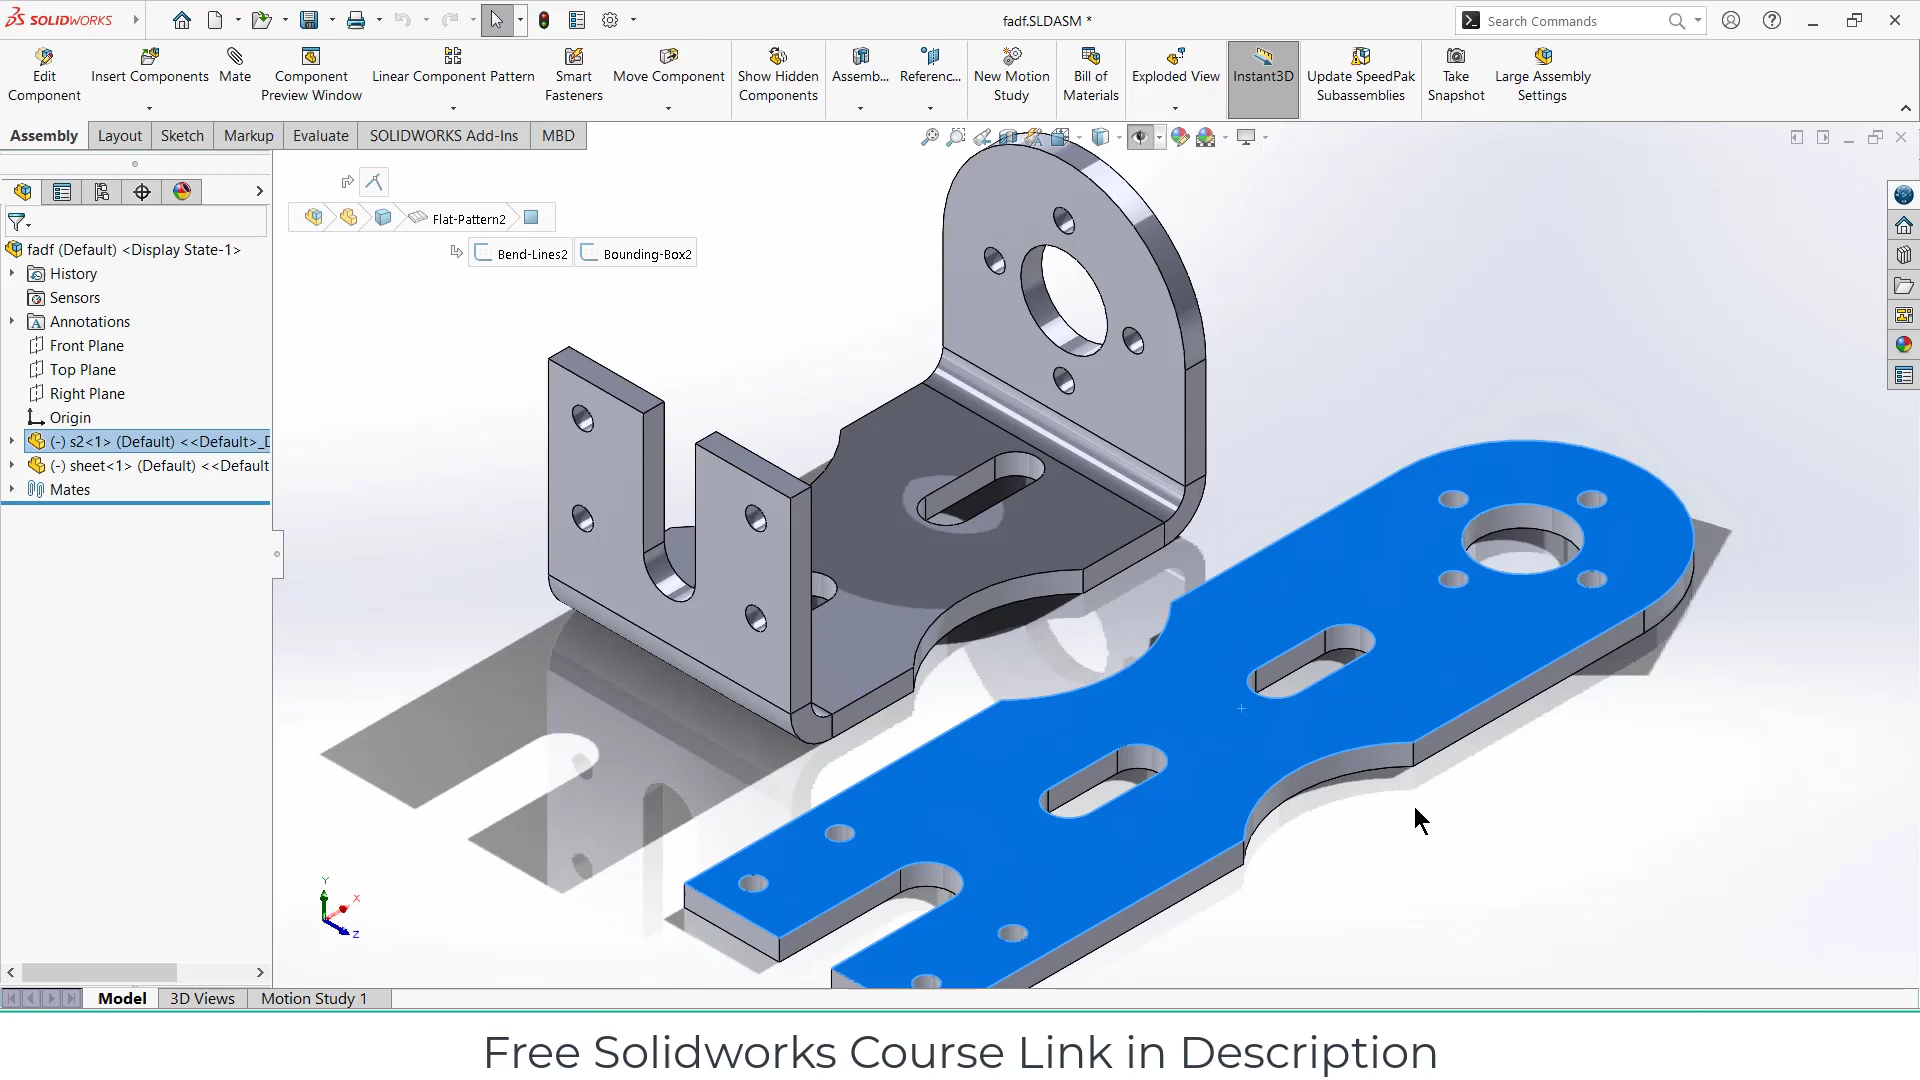 SOLIDWORKS
fadf.SLDASM *
Search Commands
Edit
Component
Insert Components
Mate
Component
Preview Window
Linear Component Pattern
Smart
Fasteners
Move Component
Show Hidden
Components
Assemb...
Referenc...
New Motion
Study
Bill of
Materials
Exploded View
Instant3D
Update SpeedPak
Subassemblies
Take
Snapshot
Large Assembly
Settings
Assembly
Layout
Sketch
Markup
Evaluate
SOLIDWORKS Add-Ins
MBD
Flat-Pattern2
Bend-Lines2
Bounding-Box2
fadf (Default) <Display State-1>
History
Sensors
Annotations
Front Plane
Top Plane
Right Plane
Origin
(-) s2<1> (Default) <<Default>_D
(-) sheet<1> (Default) <<Default
Mates
Y
X
Z
Model
3D Views
Motion Study 1
Free Solidworks Course Link in Description